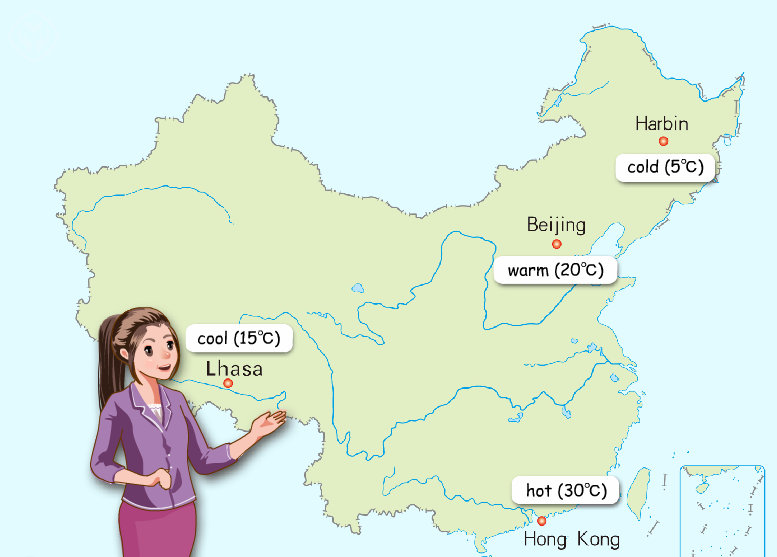 Harbin
cold (5℃)
Beijing
warm (20℃)
cool (15℃)
Lhasa
hot (30℃)
Hong Kong